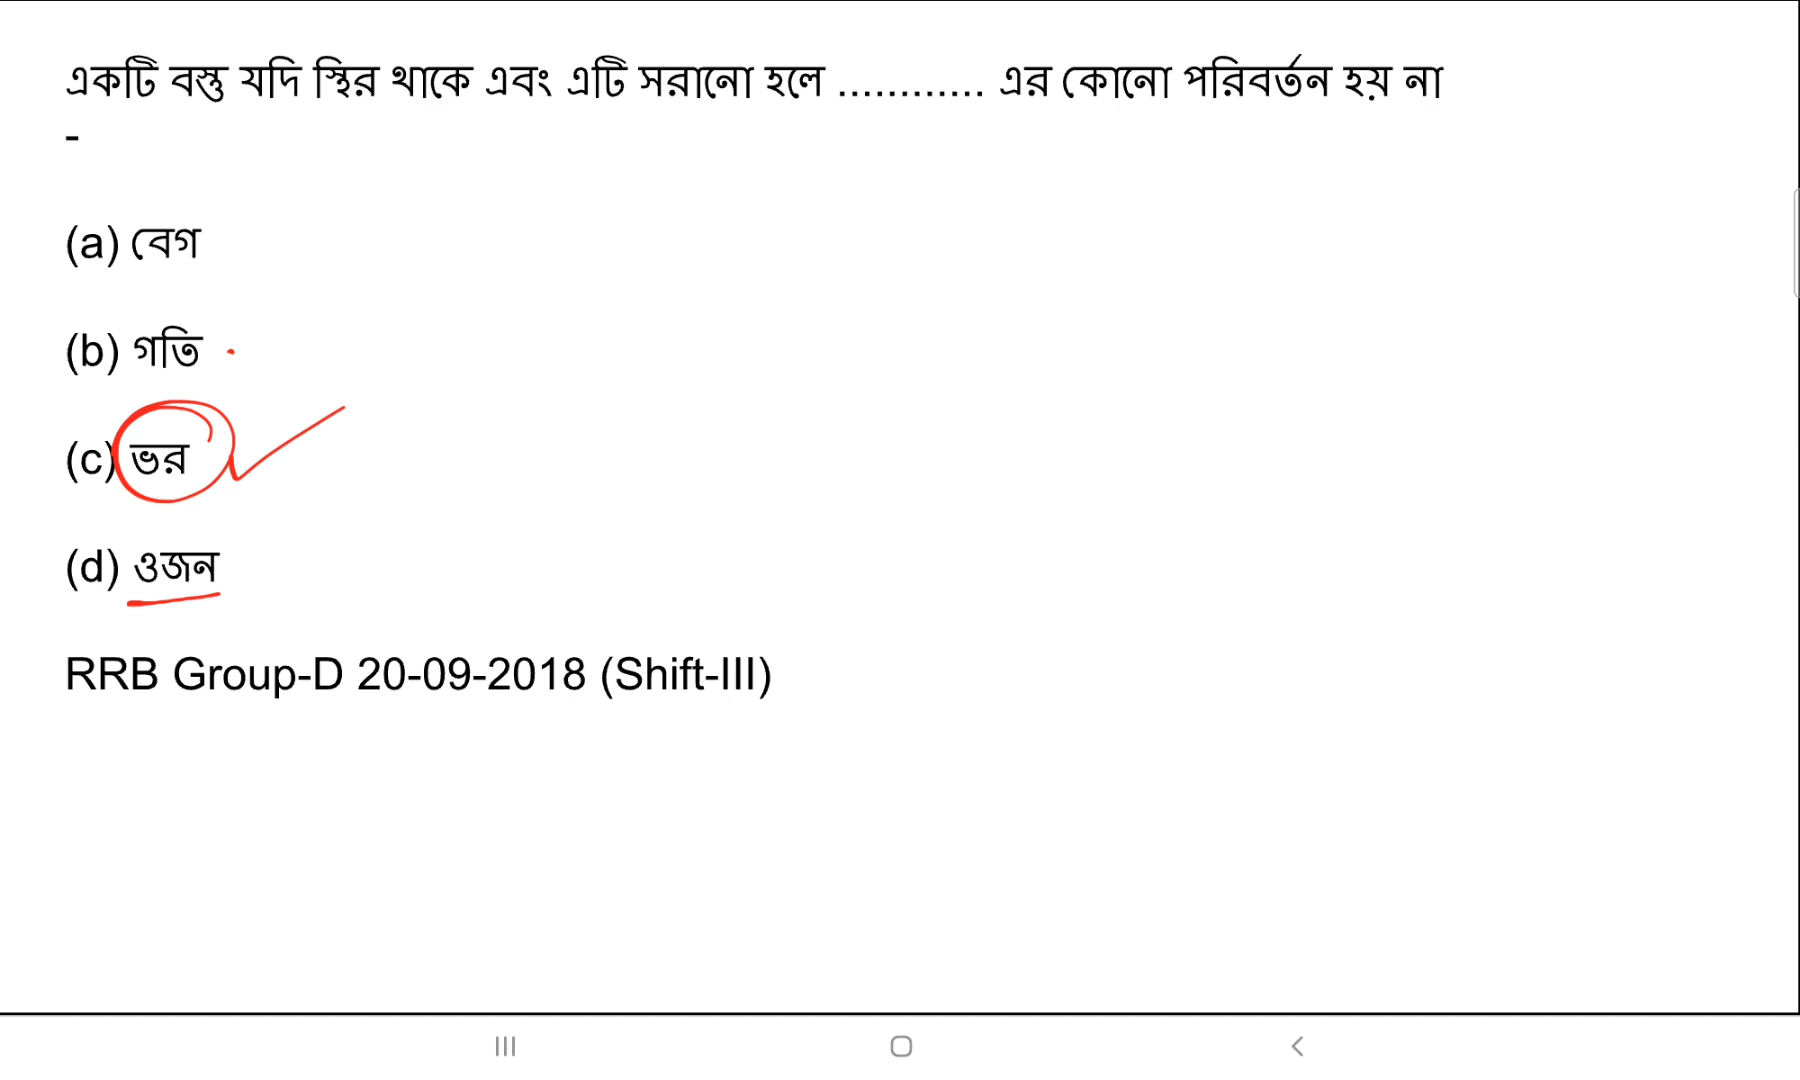 একটি বস্তু যদি স্থির থাকে এবং এটি সরানো হলে ............ এর কোনো পরিবর্তন হয় না
-
(a) বেগ
(b) গতি
(c) ভর
(d) ওজন
RRB Group-D 20-09-2018 (Shift-III)